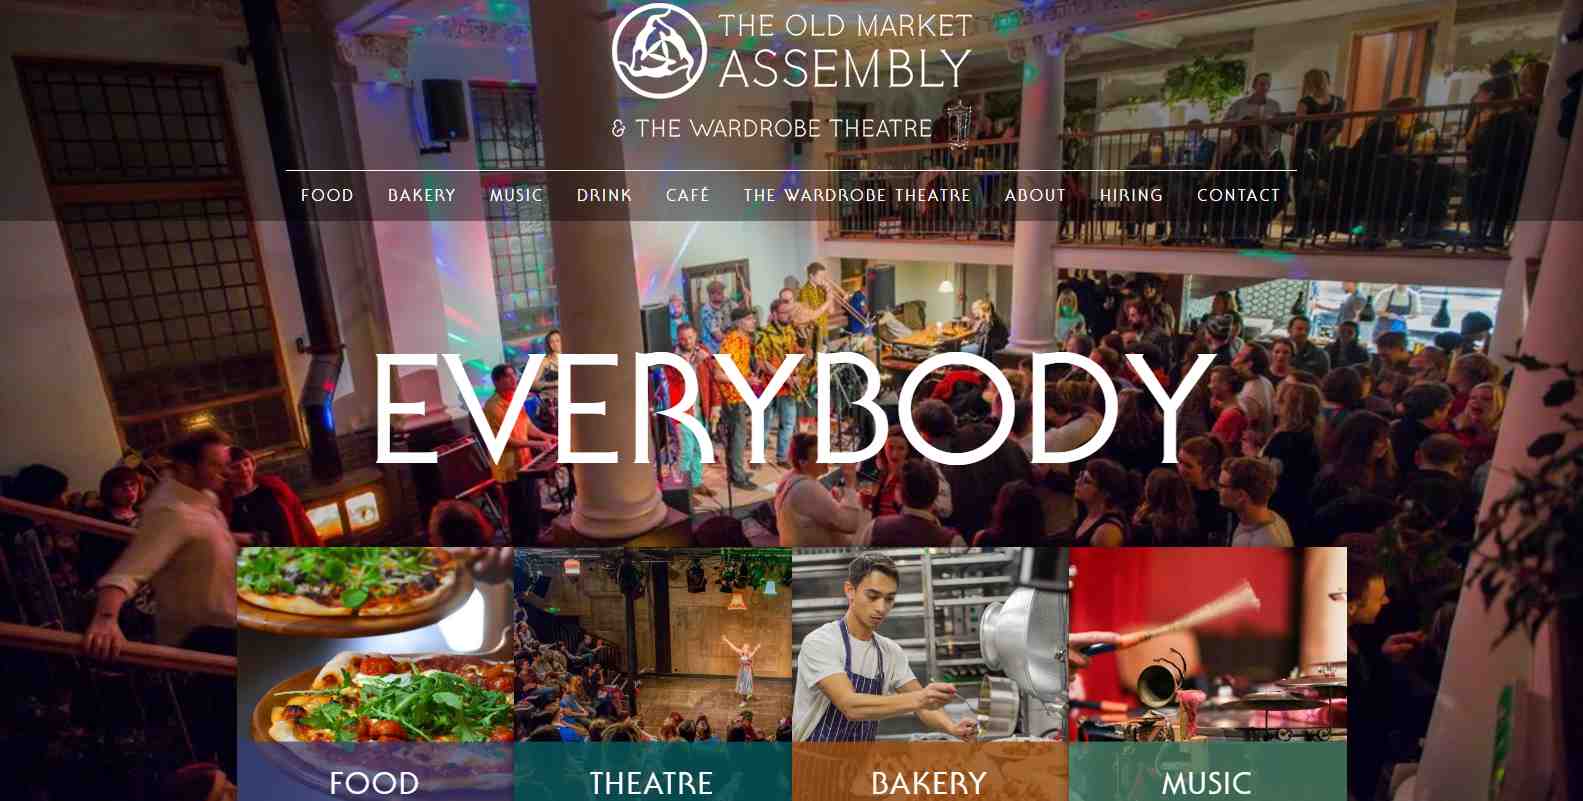 THE OLD MARKET
ASSEMBLY
& THE WARDROBE THEATRE
FOOD BAKERY MUSIC DRINK CAFÉ THE WARDROBE THEATRE ABOUT HIRING CONTACT
EVERYBODY
FOOD THEATRE BAKERY MUSIC